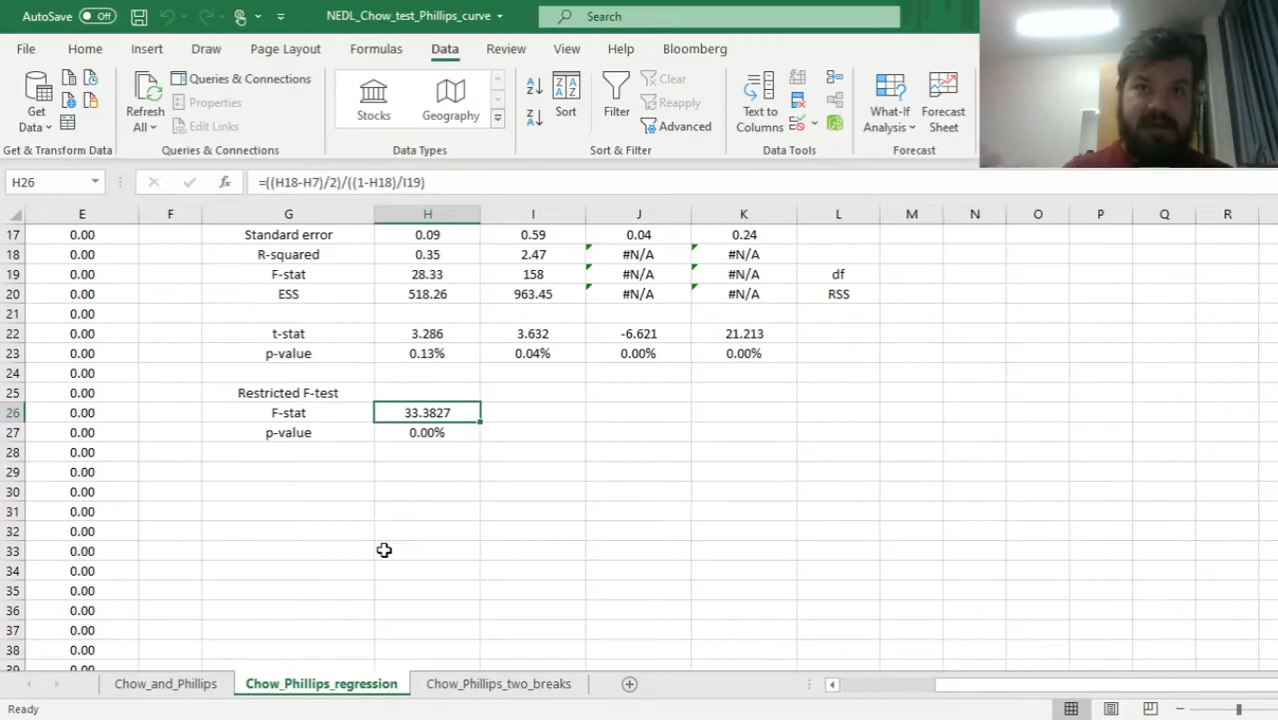 AutoSave Off NEDL_Chow_test_Phillips_curve Search
File Home Insert Draw Page Layout Formulas Data Review View Help Bloomberg
Get Data
Refresh All
Queries & Connections
Properties
Edit Links
Stocks
Geography
Sort
Filter
Clear
Reapply
Advanced
Text to Columns
What-If Analysis
Forecast Sheet
Get & Transform Data Queries & Connections Data Types Sort & Filter Data Tools Forecast
H26 fx =((H18-H7)/2)/((1-H18)/I19)
E F G H I J K L M N O P Q R
17 0.00 Standard error 0.09 0.59 0.04 0.24
18 0.00 R-squared 0.35 2.47 #N/A #N/A
19 0.00 F-stat 28.33 158 #N/A #N/A df
20 0.00 ESS 518.26 963.45 #N/A #N/A RSS
21 0.00
22 0.00 t-stat 3.286 3.632 -6.621 21.213
23 0.00 p-value 0.13% 0.04% 0.00% 0.00%
24 0.00
25 0.00 Restricted F-test
26 0.00 F-stat 33.3827
27 0.00 p-value 0.00%
28 0.00
29 0.00
30 0.00
31 0.00
32 0.00
33 0.00
34 0.00
35 0.00
36 0.00
37 0.00
38 0.00
39 0.00
Chow_and_Phillips Chow_Phillips_regression Chow_Phillips_two_breaks
Ready